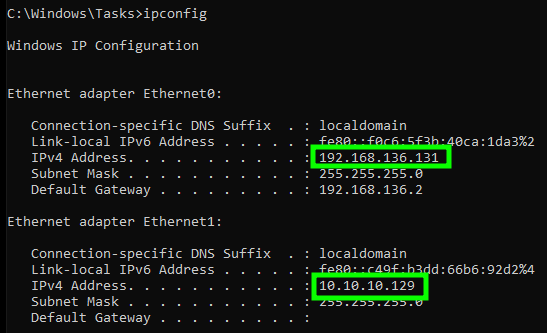 C:\Windows\Tasks>ipconfig
Windows IP Configuration
Ethernet adapter Ethernet0:
Connection-specific DNS Suffix . : localdomain
Link-local IPv6 Address . . . . . : fe80::f0c6:5f3b:40ca:1da3%2
IPv4 Address. . . . . . . . . . . : 192.168.136.131
Subnet Mask . . . . . . . . . . . : 255.255.255.0
Default Gateway . . . . . . . . . : 192.168.136.2
Ethernet adapter Ethernet1:
Connection-specific DNS Suffix . : localdomain
Link-local IPv6 Address . . . . . : fe80::c49f:b3dd:66b6:92d2%4
IPv4 Address. . . . . . . . . . . : 10.10.10.129
Subnet Mask . . . . . . . . . . . : 255.255.255.0
Default Gateway . . . . . . . . . :